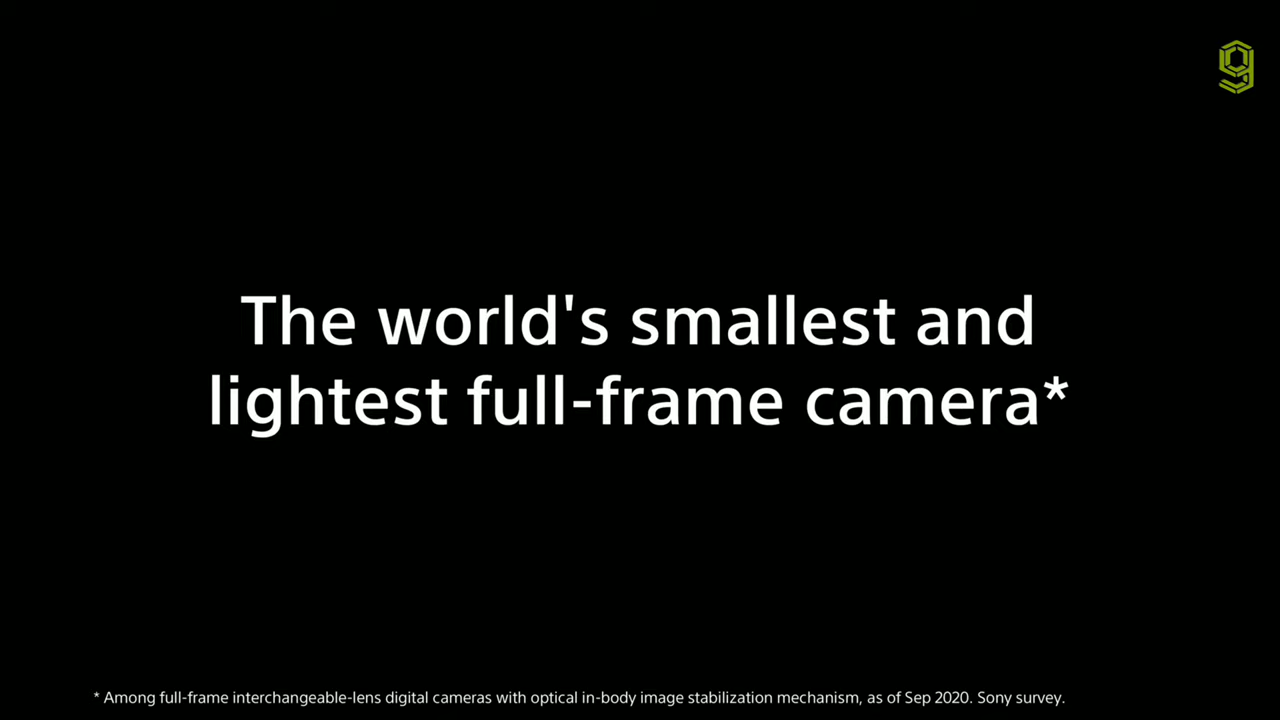 The world's smallest and
lightest full-frame camera*
* Among full-frame interchangeable-lens digital cameras with optical in-body image stabilization mechanism, as of Sep 2020. Sony survey.